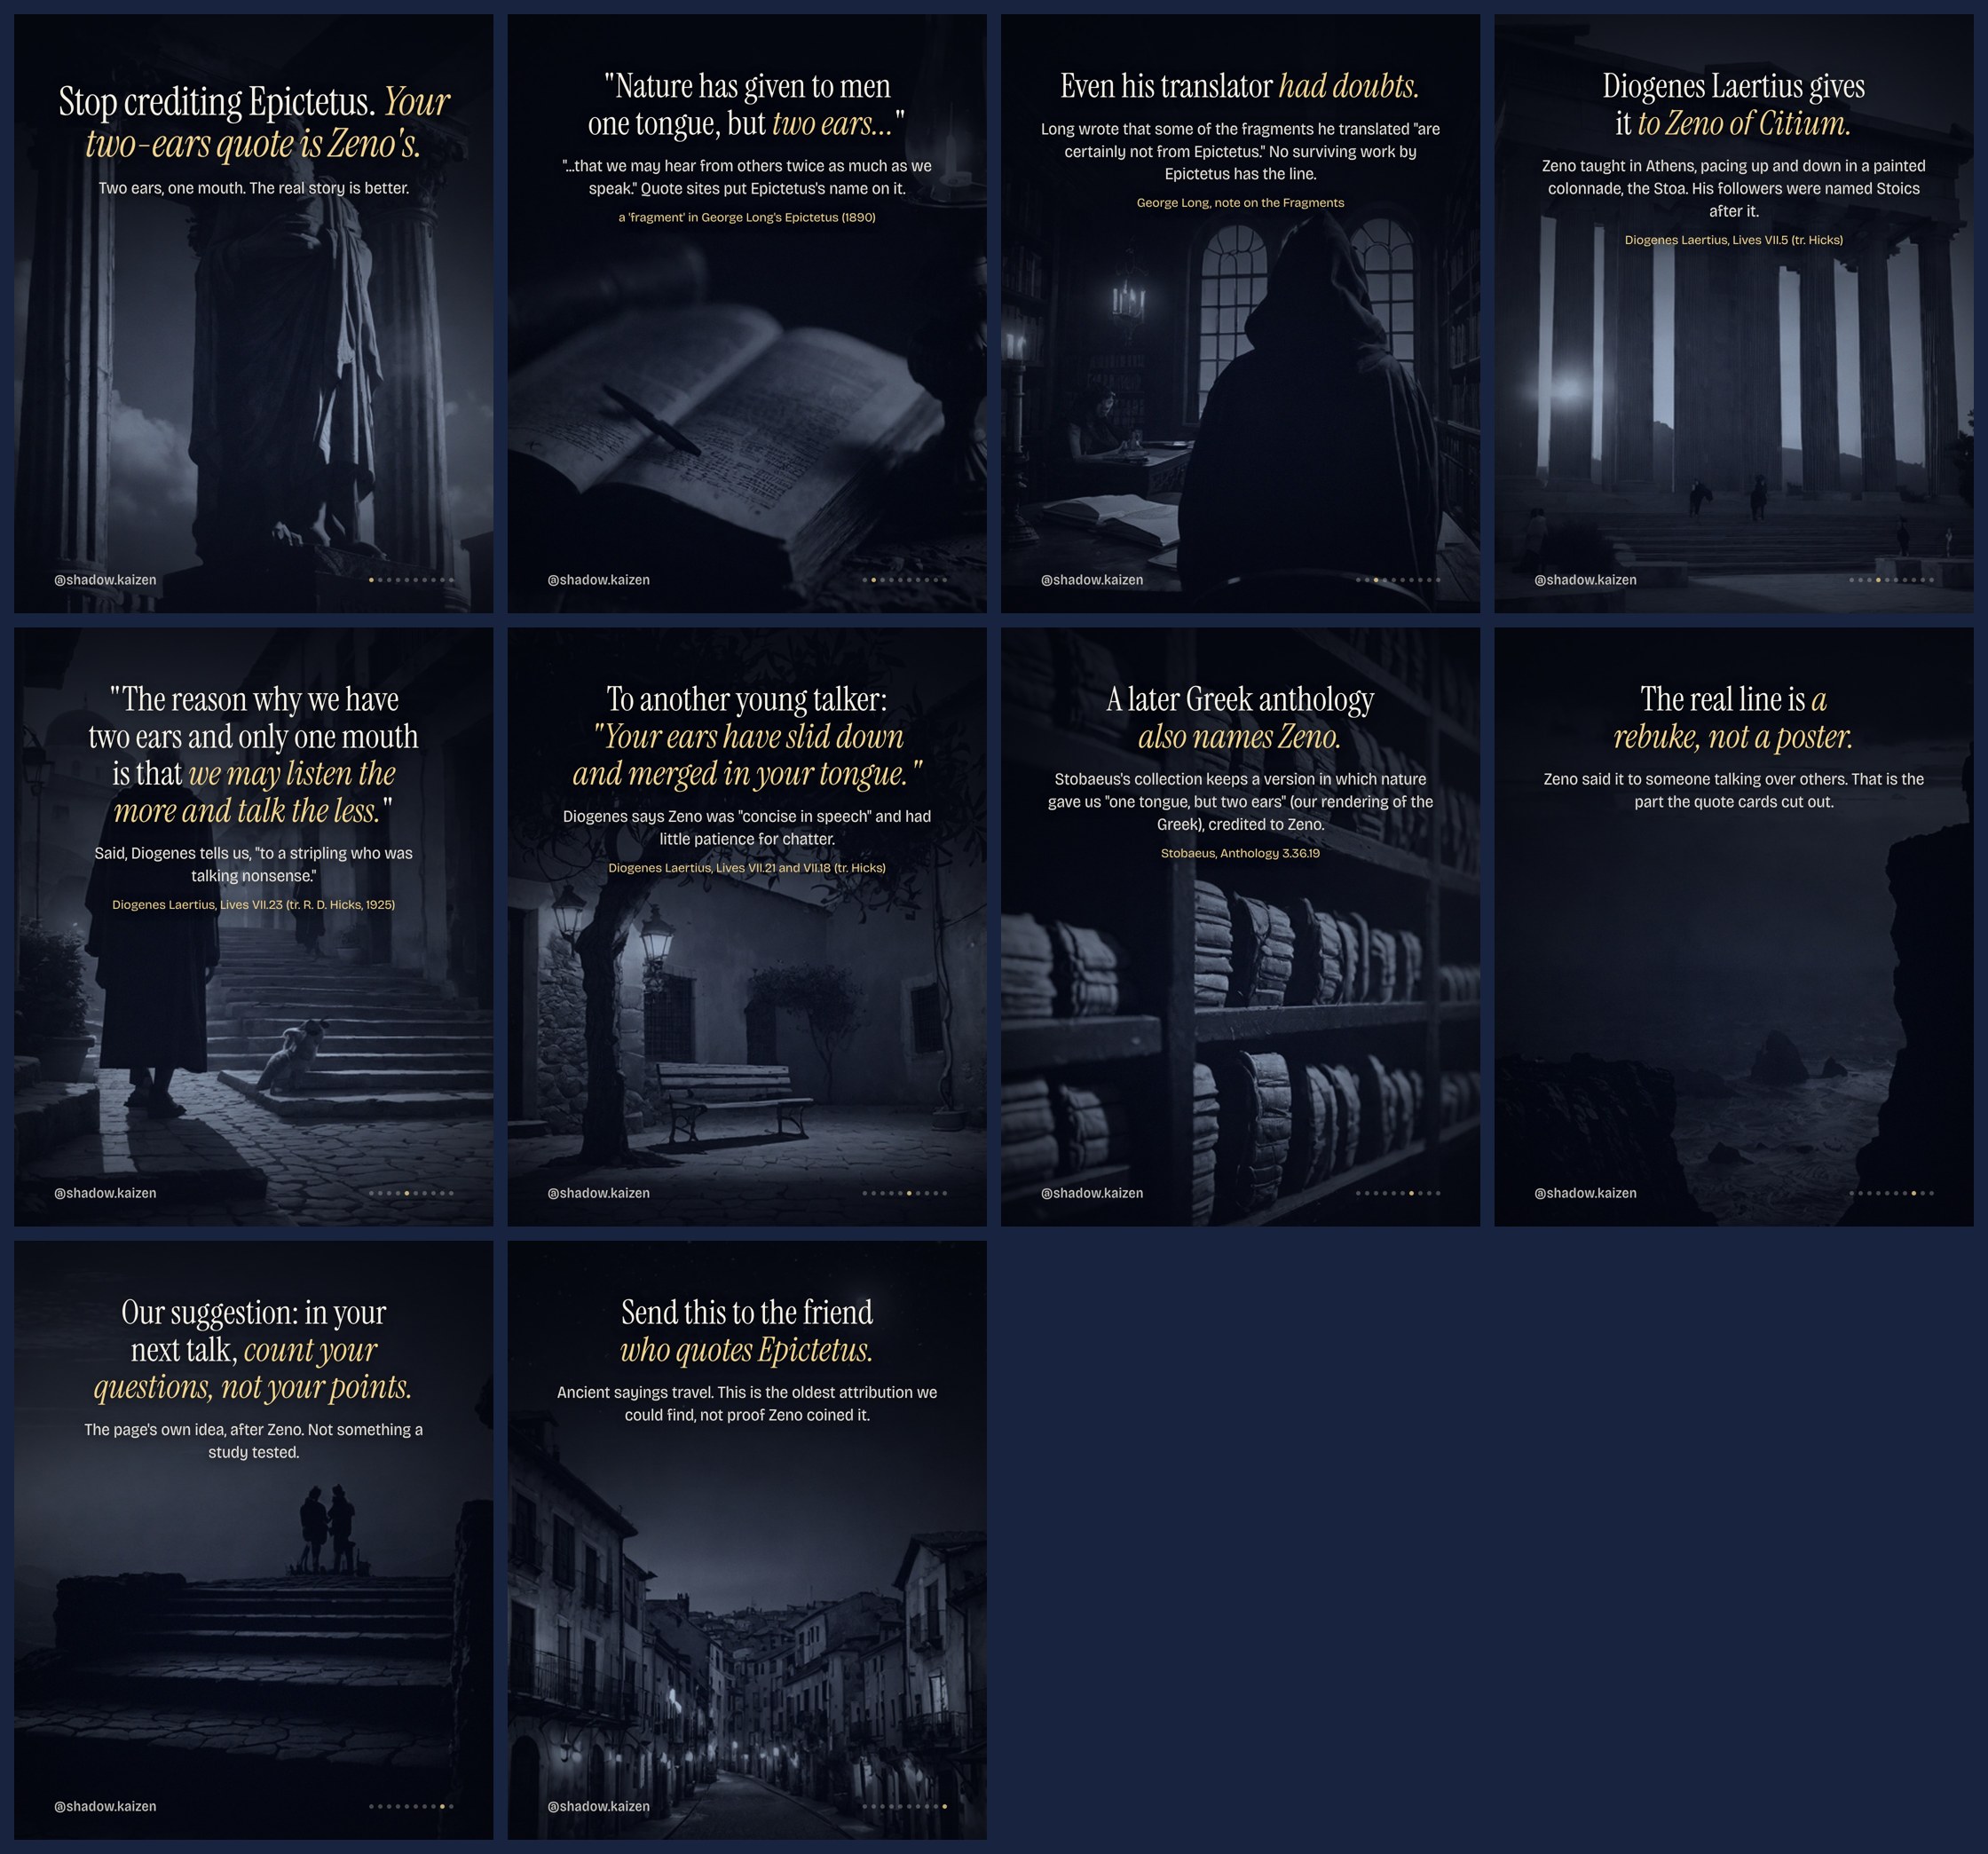 Stop crediting Epictetus. Your
two-ears quote is Zeno's.
Two ears, one mouth. The real story is better.
@shadow.kaizen
"Nature has given to men
one tongue, but two ears..."
"...that we may hear from others twice as much as we
speak." Quote sites put Epictetus's name on it.
a 'fragment' in George Long's Epictetus (1890)
@shadow.kaizen
Even his translator had doubts.
Long wrote that some of the fragments he translated "are
certainly not from Epictetus." No surviving work by
Epictetus has the line.
George Long, note on the Fragments
@shadow.kaizen
Diogenes Laertius gives
it to Zeno of Citium.
Zeno taught in Athens, pacing up and down in a painted
colonnade, the Stoa. His followers were named Stoics
after it.
Diogenes Laertius, Lives VII.5 (tr. Hicks)
@shadow.kaizen
"The reason why we have
two ears and only one mouth
is that we may listen the
more and talk the less."
Said, Diogenes tells us, "to a stripling who was
talking nonsense."
Diogenes Laertius, Lives VII.23 (tr. R. D. Hicks, 1925)
@shadow.kaizen
To another young talker:
"Your ears have slid down
and merged in your tongue."
Diogenes says Zeno was "concise in speech" and had
little patience for chatter.
Diogenes Laertius, Lives VII.21 and VII.18 (tr. Hicks)
@shadow.kaizen
A later Greek anthology
also names Zeno.
Stobaeus's collection keeps a version in which nature
gave us "one tongue, but two ears" (our rendering of the
Greek), credited to Zeno.
Stobaeus, Anthology 3.36.19
@shadow.kaizen
The real line is a
rebuke, not a poster.
Zeno said it to someone talking over others. That is the
part the quote cards cut out.
@shadow.kaizen
Our suggestion: in your
next talk, count your
questions, not your points.
The page's own idea, after Zeno. Not something a
study tested.
@shadow.kaizen
Send this to the friend
who quotes Epictetus.
Ancient sayings travel. This is the oldest attribution we
could find, not proof Zeno coined it.
@shadow.kaizen